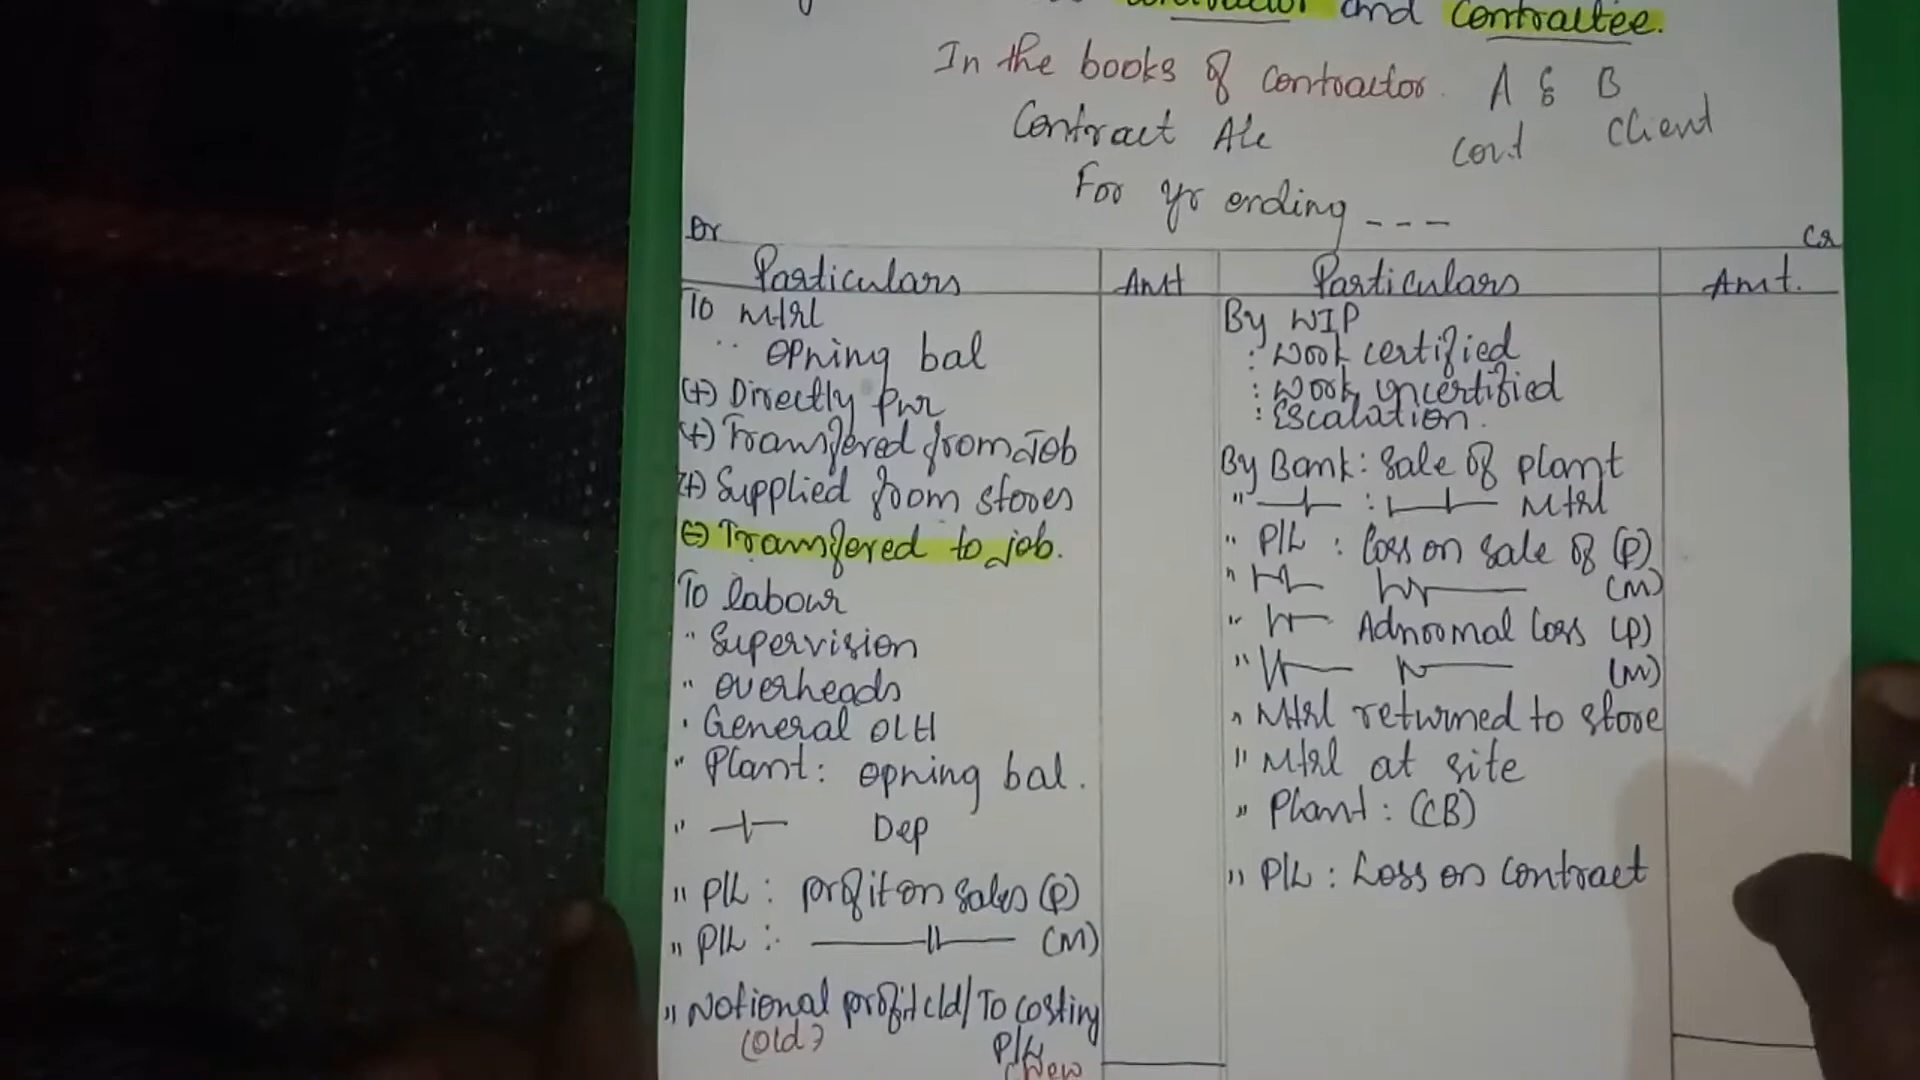 and Contractee.
In the books of contractor. A & B
Contract A/c cont client
For yr ending ---
Dr Cr
Particulars Amt Particulars Amt.
To Mtrl
opning bal
(+) Directly pur
(+) Transfered from Job
(+) Supplied from stores
(-) Transfered to job.
To labour
" Supervision
" overheads
" General O/H
" Plant: opning bal.
" Dep
" P/L : profit on sales (P)
" P/L : (M)
" Notional profit c/d/ To costing
(old) P/L
(New
By WIP
: Work certified
: Work uncertified
: Escalation.
By Bank: Sale of plant
" : Mtrl
" P/L : loss on sale of (P)
" (M)
" Adnormal loss (P)
" (M)
" Mtrl returned to store
" Mtrl at site
" Plant: (CB)
" P/L : Loss on contract